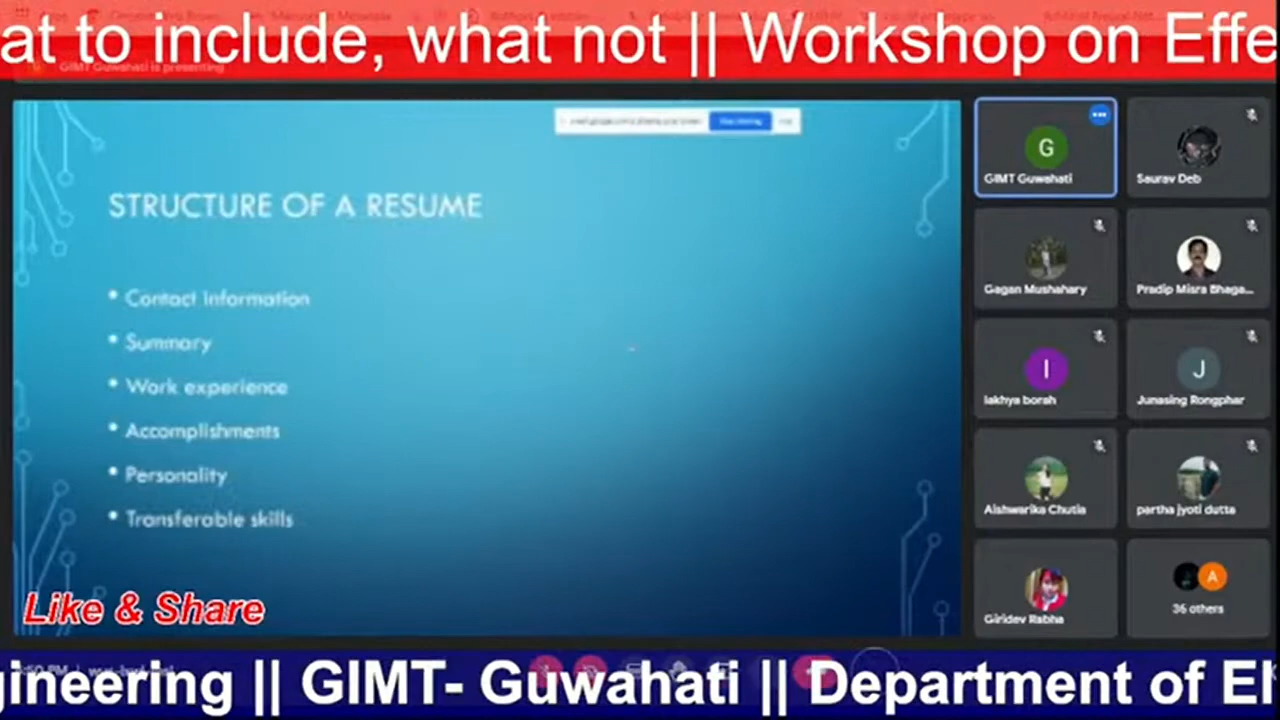 at to include, what not || Workshop on Effe
GIMT Guwahati is presenting
STRUCTURE OF A RESUME
• Contact Information
• Summary
• Work experience
• Accomplishments
• Personality
• Transferable skills
Like & Share
G
GIMT Guwahati
Saurav Deb
Gagan Mushahary
Pradip Misra Bhaga...
I
lakhya borah
J
Junasing Rongphar
Aishwarika Chutia
partha jyoti dutta
Giridev Rabha
A
36 others
gineering || GIMT- Guwahati || Department of El